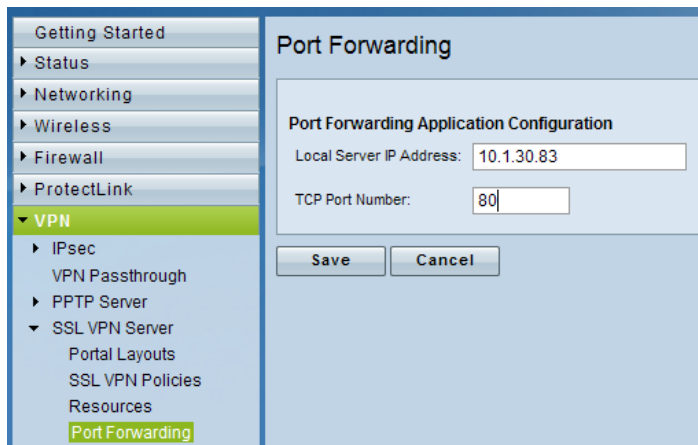 Getting Started
Status
Networking
Wireless
Firewall
ProtectLink
VPN
IPsec
VPN Passthrough
PPTP Server
SSL VPN Server
Portal Layouts
SSL VPN Policies
Resources
Port Forwarding
Port Forwarding
Port Forwarding Application Configuration
Local Server IP Address: 10.1.30.83
TCP Port Number: 80
Save Cancel